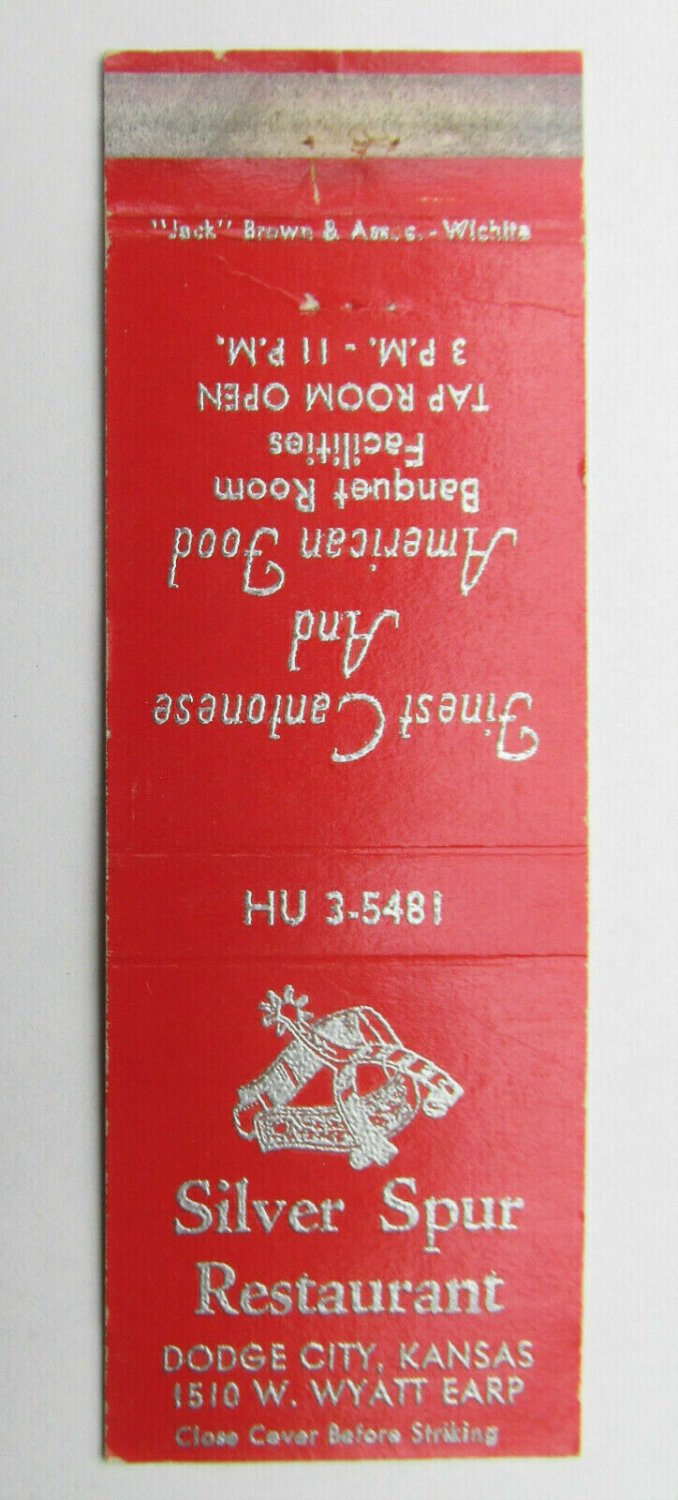 "Jack" Brown & Assoc. - Wichita
Finest Cantonese
And
American Food
Banquet Room
Facilities
TAP ROOM OPEN
3 P.M. - 11 P.M.
HU 3-5481
Silver Spur
Restaurant
DODGE CITY, KANSAS
1510 W. WYATT EARP
Close Cover Before Striking